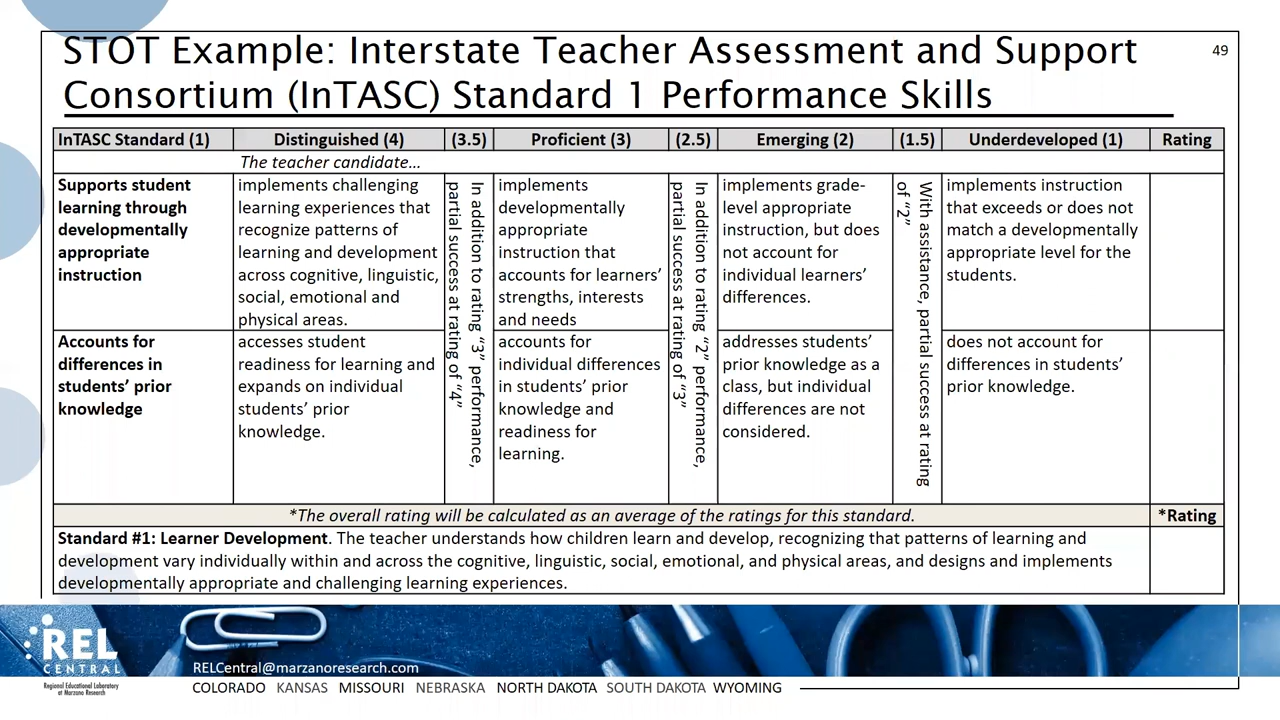 STOT Example: Interstate Teacher Assessment and Support
Consortium (InTASC) Standard 1 Performance Skills
49
InTASC Standard (1) Distinguished (4) (3.5) Proficient (3) (2.5) Emerging (2) (1.5) Underdeveloped (1) Rating
The teacher candidate…
Supports student
learning through
developmentally
appropriate
instruction
implements challenging
learning experiences that
recognize patterns of
learning and development
across cognitive, linguistic,
social, emotional and
physical areas.
In addition to rating “3” performance,
partial success at rating of “4”
implements
developmentally
appropriate
instruction that
accounts for learners’
strengths, interests
and needs
In addition to rating “2” performance,
partial success at rating of “3”
implements grade-
level appropriate
instruction, but does
not account for
individual learners’
differences.
With assistance, partial success at rating
of “2”
implements instruction
that exceeds or does not
match a developmentally
appropriate level for the
students.
Accounts for
differences in
students’ prior
knowledge
accesses student
readiness for learning and
expands on individual
students’ prior
knowledge.
accounts for
individual differences
in students’ prior
knowledge and
readiness for
learning.
addresses students’
prior knowledge as a
class, but individual
differences are not
considered.
does not account for
differences in students’
prior knowledge.
*The overall rating will be calculated as an average of the ratings for this standard. *Rating
Standard #1: Learner Development. The teacher understands how children learn and develop, recognizing that patterns of learning and
development vary individually within and across the cognitive, linguistic, social, emotional, and physical areas, and designs and implements
developmentally appropriate and challenging learning experiences.
REL
CENTRAL
Regional Educational Laboratory
at Marzano Research
RELCentral@marzanoresearch.com
COLORADO KANSAS MISSOURI NEBRASKA NORTH DAKOTA SOUTH DAKOTA WYOMING